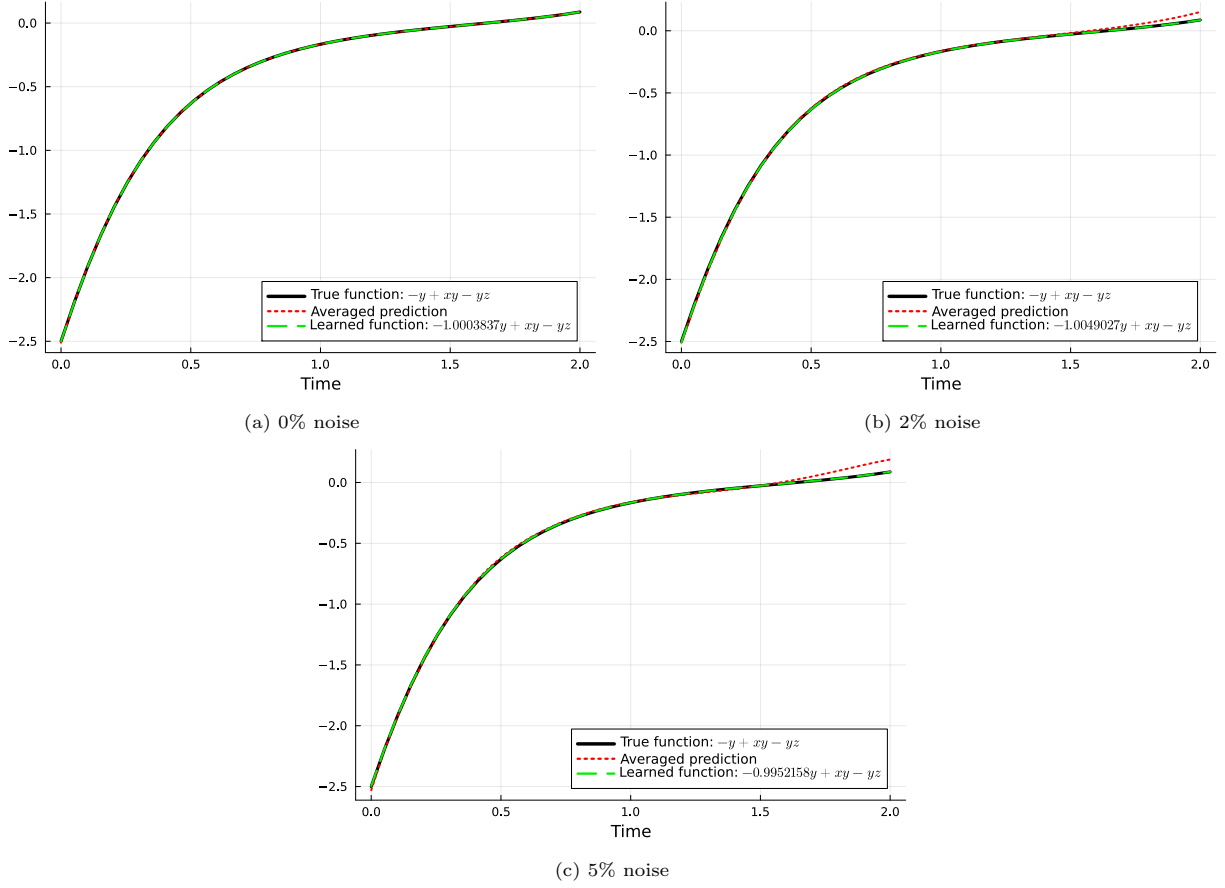 0.0
−0.5
−1.0
−1.5
−2.0
−2.5
True function: −y + xy − yz
Averaged prediction
Learned function: −1.0003837y + xy − yz
0.0 0.5 1.0 1.5 2.0
Time
(a) 0% noise
0.0
−0.5
−1.0
−1.5
−2.0
−2.5
True function: −y + xy − yz
Averaged prediction
Learned function: −1.0049027y + xy − yz
0.0 0.5 1.0 1.5 2.0
Time
(b) 2% noise
0.0
−0.5
−1.0
−1.5
−2.0
−2.5
True function: −y + xy − yz
Averaged prediction
Learned function: −0.9952158y + xy − yz
0.0 0.5 1.0 1.5 2.0
Time
(c) 5% noise